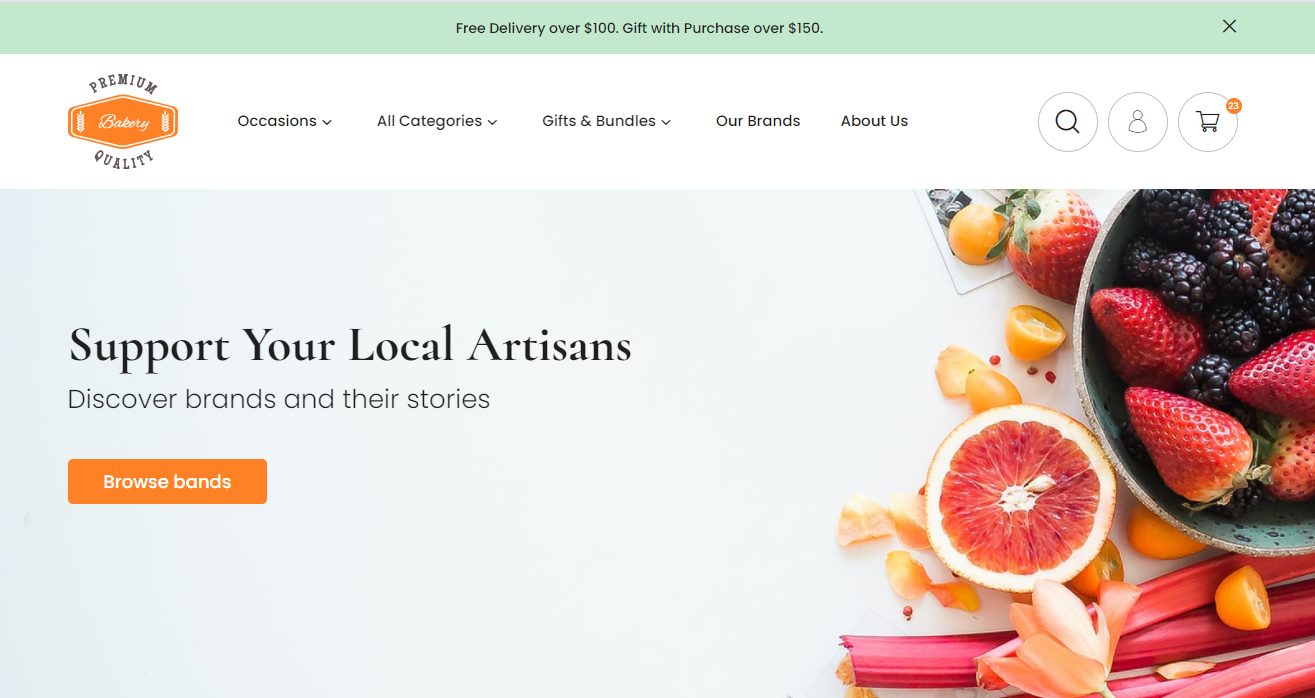 Free Delivery over $100. Gift with Purchase over $150.
PREMIUM
Bakery
QUALITY
Occasions
All Categories
Gifts & Bundles
Our Brands
About Us
23
Support Your Local Artisans
Discover brands and their stories
Browse bands